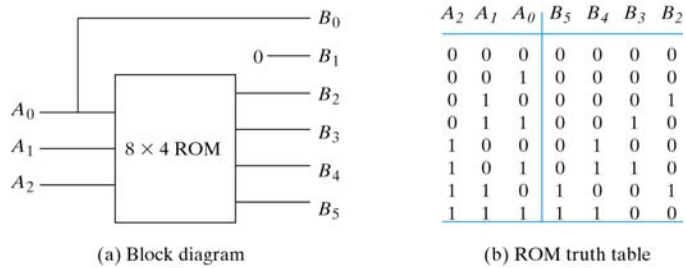 B₀
0 B₁
B₂
A₀
B₃
A₁ 8 × 4 ROM
B₄
A₂
B₅
(a) Block diagram
A₂ A₁ A₀ B₅ B₄ B₃ B₂
0 0 0 0 0 0 0
0 0 1 0 0 0 0
0 1 0 0 0 0 1
0 1 1 0 0 1 0
1 0 0 0 1 0 0
1 0 1 0 1 1 0
1 1 0 1 0 0 1
1 1 1 1 1 0 0
(b) ROM truth table